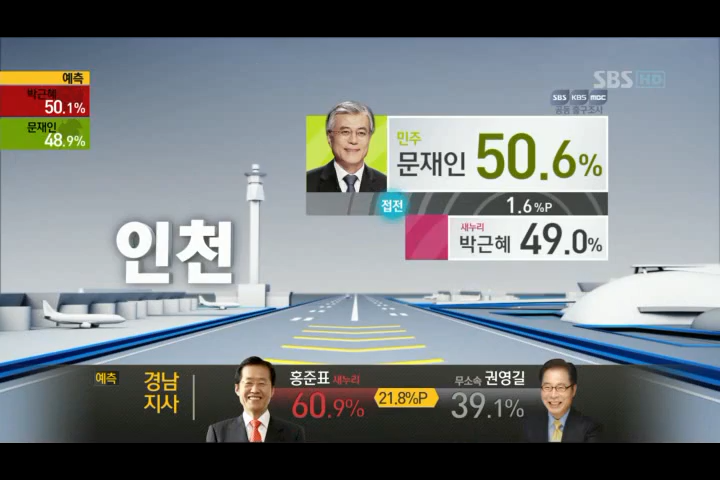 SBS HD
예측
박근혜
50.1%
문재인
48.9%
SBS KBS MBC
공동 출구조사
민주
문재인 50.6%
접전 1.6%P
새누리
박근혜 49.0%
인천
예측
경남
지사
홍준표 새누리
60.9%
21.8%P
무소속 권영길
39.1%